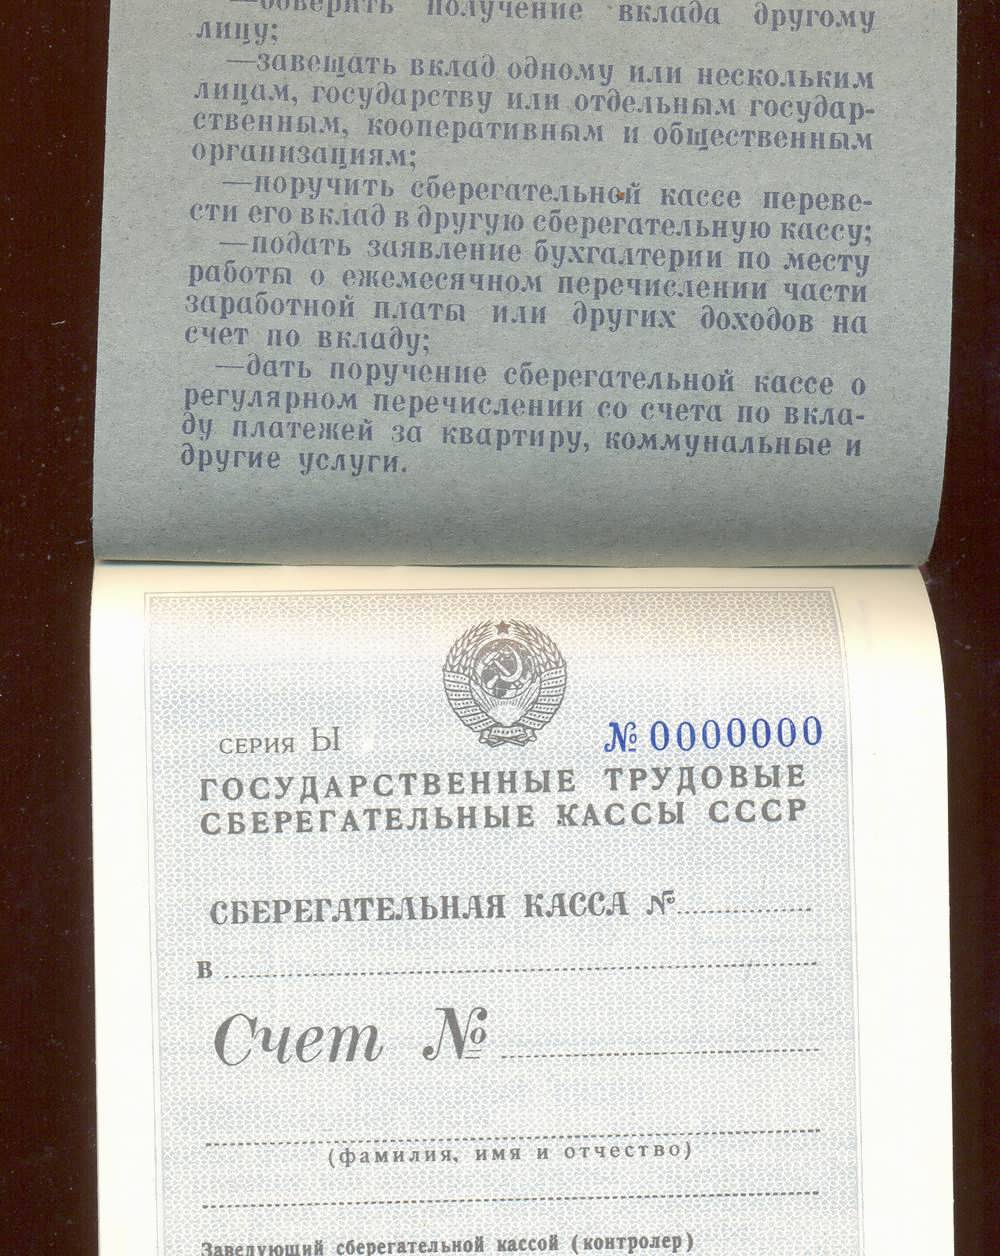 —доверить получение вклада другому
лицу;
—завещать вклад одному или нескольким
лицам, государству или отдельным государ-
ственным, кооперативным и общественным
организациям;
—поручить сберегательной кассе переве-
сти его вклад в другую сберегательную кассу;
—подать заявление бухгалтерии по месту
работы о ежемесячном перечислении части
заработной платы или других доходов на
счет по вкладу;
—дать поручение сберегательной кассе о
регулярном перечислении со счета по вкла-
ду платежей за квартиру, коммунальные и
другие услуги.
СЕРИЯ Ы № 0000000
ГОСУДАРСТВЕННЫЕ ТРУДОВЫЕ
СБЕРЕГАТЕЛЬНЫЕ КАССЫ СССР
СБЕРЕГАТЕЛЬНАЯ КАССА №
В
Счет №
(фамилия, имя и отчество)
Заведующий сберегательной кассой (контролер)